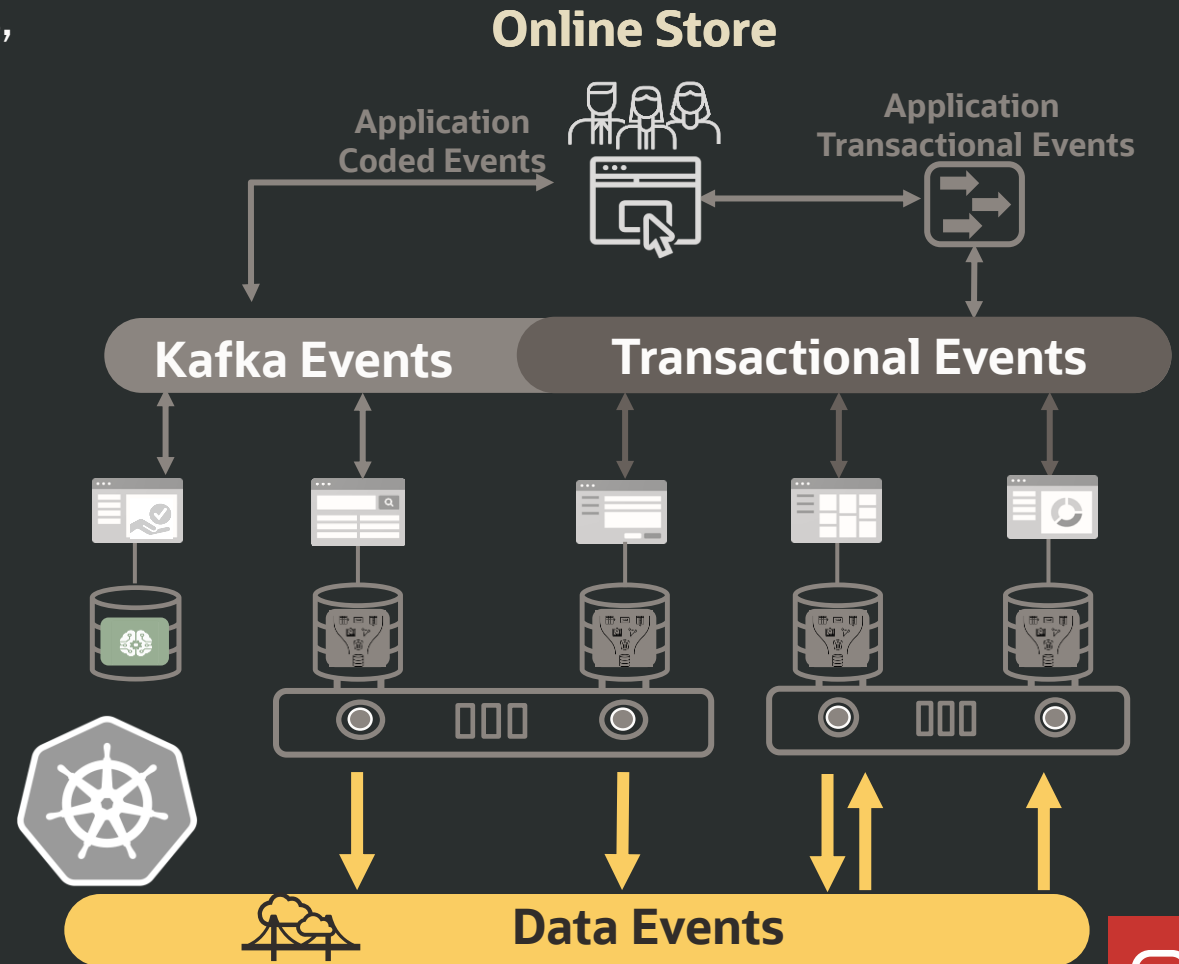 ,
Online Store
Application
Coded Events
Application
Transactional Events
Kafka Events
Transactional Events
Data Events